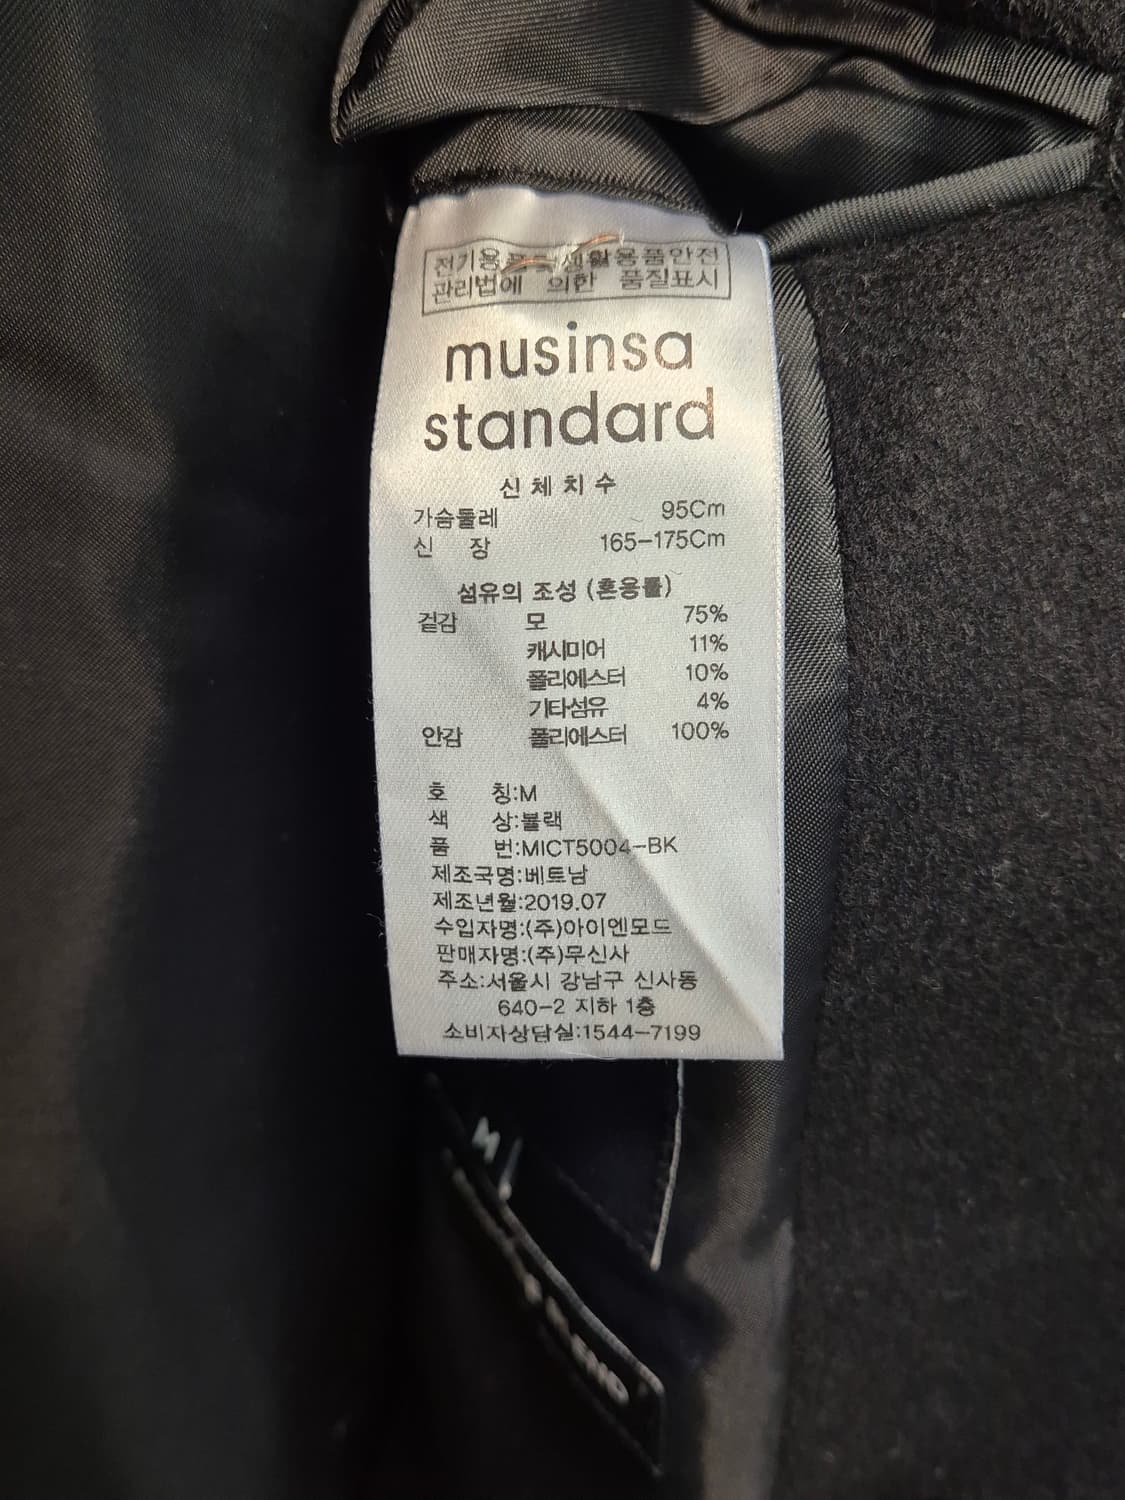 전기용품 및 생활용품안전
관리법에 의한 품질표시
musinsa
standard
신체치수
가슴둘레 95Cm
신 장 165-175Cm
섬유의 조성 (혼용률)
겉감 모 75%
캐시미어 11%
폴리에스터 10%
기타섬유 4%
안감 폴리에스터 100%
호 칭:M
색 상:블랙
품 번:MICT5004-BK
제조국명:베트남
제조년월:2019.07
수입자명:(주)아이엔모드
판매자명:(주)무신사
주소:서울시 강남구 신사동
640-2 지하 1층
소비자상담실:1544-7199
M